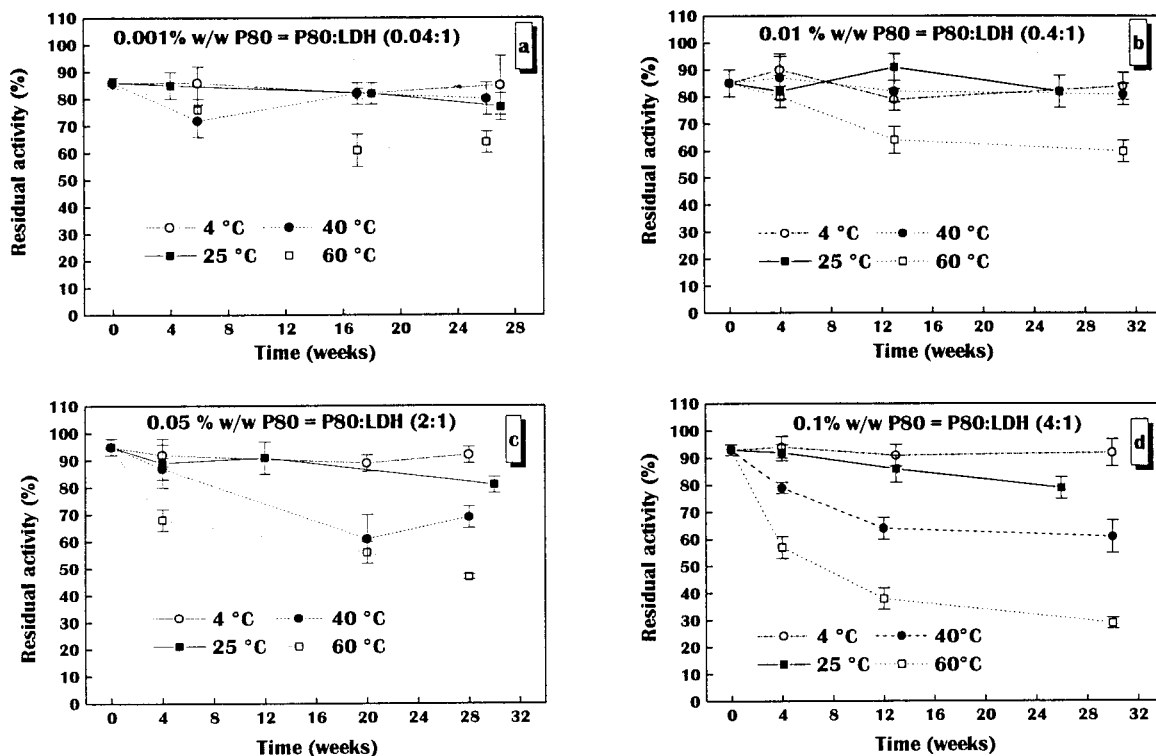 0.001% w/w P80 = P80:LDH (0.04:1)
a
110
100
90
80
70
60
50
40
30
20
10
0
Residual activity (%)
4 °C
40 °C
25 °C
60 °C
0 4 8 12 16 20 24 28
Time (weeks)
0.01 % w/w P80 = P80:LDH (0.4:1)
b
110
100
90
80
70
60
50
40
30
20
10
0
Residual activity (%)
4 °C
40 °C
25 °C
60 °C
0 4 8 12 16 20 24 28 32
Time (weeks)
0.05 % w/w P80 = P80:LDH (2:1)
c
110
100
90
80
70
60
50
40
30
20
10
0
Residual activity (%)
4 °C
40 °C
25 °C
60 °C
0 4 8 12 16 20 24 28 32
Time (weeks)
0.1% w/w P80 = P80:LDH (4:1)
d
110
100
90
80
70
60
50
40
30
20
10
0
Residual activity (%)
4 °C
40°C
25 °C
60°C
0 4 8 12 16 20 24 28 32
Time (weeks)